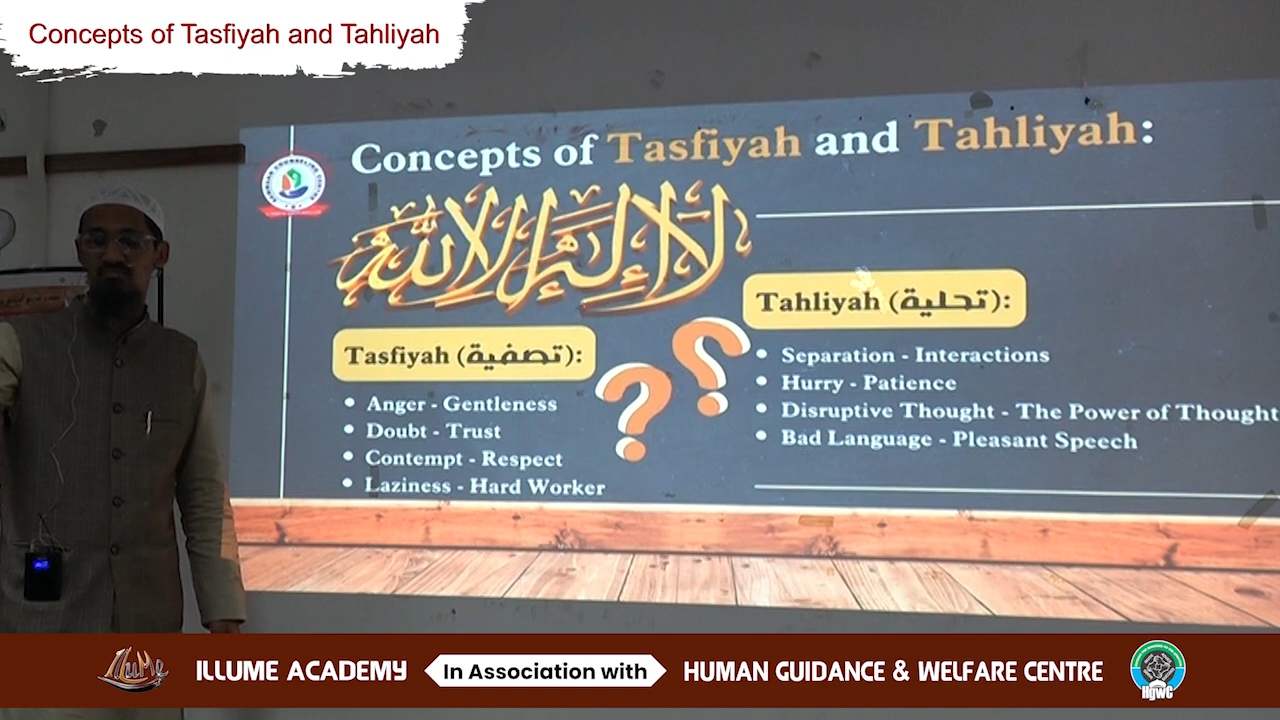 Concepts of Tasfiyah and Tahliyah
Concepts of Tasfiyah and Tahliyah:
لا إله إلا الله
Tasfiyah (تصفية):
Anger - Gentleness
Doubt - Trust
Contempt - Respect
Laziness - Hard Worker
??
Tahliyah (تحلية):
Separation - Interactions
Hurry - Patience
Disruptive Thought - The Power of Thought
Bad Language - Pleasant Speech
IlluMe
ILLUME ACADEMY
In Association with
HUMAN GUIDANCE & WELFARE CENTRE
HgWC